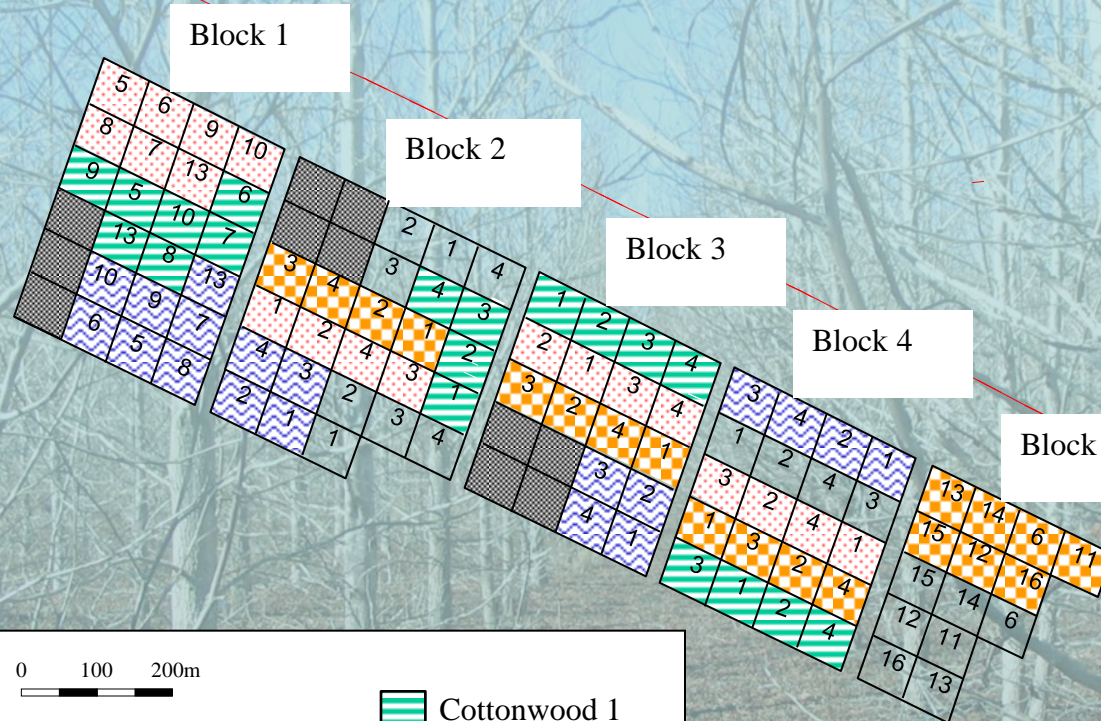 Block 1
5 6 9 10
8 7 13 6
9 5 10 7
13 8 13
10 9 7
6 5 8
Block 2
2 1 4
3 4 3
3 4 2 1 2
1 2 4 3 1
4 3 2 3 4
2 1 1
Block 3
1 2 3 4
2 1 3 4
3 2 4 1
3 2
4 1
Block 4
3 4 2 1
1 2 4 3
3 2 4 1
1 3 2 4
3 1 2 4
Block
13 14 6 11
15 12 16
15 14 6
12 11
16 13
0 100 200m
Cottonwood 1